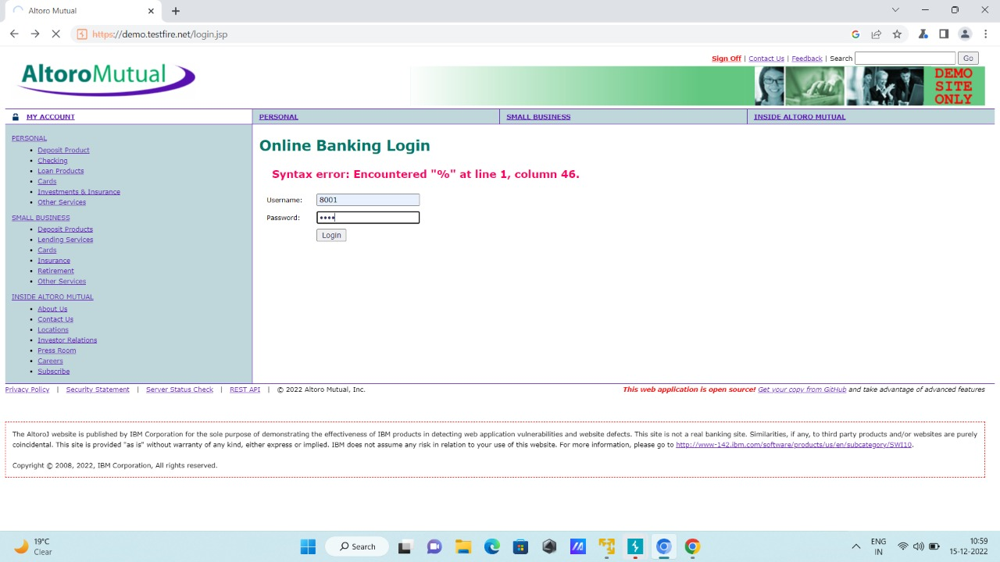 Altoro Mutual
https://demo.testfire.net/login.jsp
Sign Off | Contact Us | Feedback | Search Go
AltoroMutual
DEMO
SITE
ONLY
MY ACCOUNT PERSONAL SMALL BUSINESS INSIDE ALTORO MUTUAL
PERSONAL
Deposit Product
Checking
Loan Products
Cards
Investments & Insurance
Other Services
SMALL BUSINESS
Deposit Products
Lending Services
Cards
Insurance
Retirement
Other Services
INSIDE ALTORO MUTUAL
About Us
Contact Us
Locations
Investor Relations
Press Room
Careers
Subscribe
Online Banking Login
Syntax error: Encountered "%" at line 1, column 46.
Username: 8001
Password: ••••
Login
Privacy Policy | Security Statement | Server Status Check | REST API | © 2022 Altoro Mutual, Inc. This web application is open source! Get your copy from GitHub and take advantage of advanced features
The AltoroJ website is published by IBM Corporation for the sole purpose of demonstrating the effectiveness of IBM products in detecting web application vulnerabilities and website defects. This site is not a real banking site. Similarities, if any, to third party products and/or websites are purely
coincidental. This site is provided "as is" without warranty of any kind, either express or implied. IBM does not assume any risk in relation to your use of this website. For more information, please go to http://www-142.ibm.com/software/products/us/en/subcategory/SWI10.
Copyright © 2008, 2022, IBM Corporation, All rights reserved.
19°C
Clear
Search
ENG
IN
10:59
15-12-2022